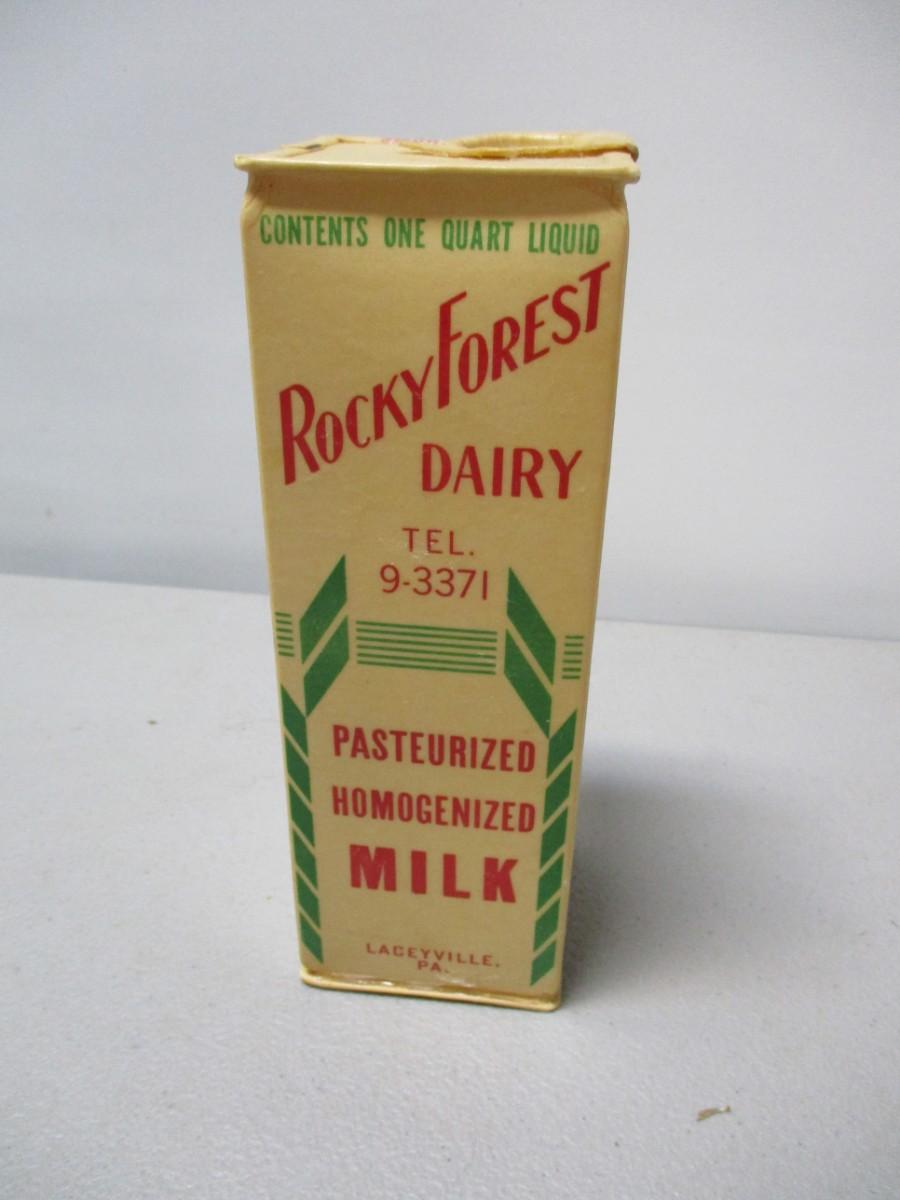 CONTENTS ONE QUART LIQUID
ROCKY FOREST
DAIRY
TEL.
9-3371
PASTEURIZED
HOMOGENIZED
MILK
LACEYVILLE.
PA.